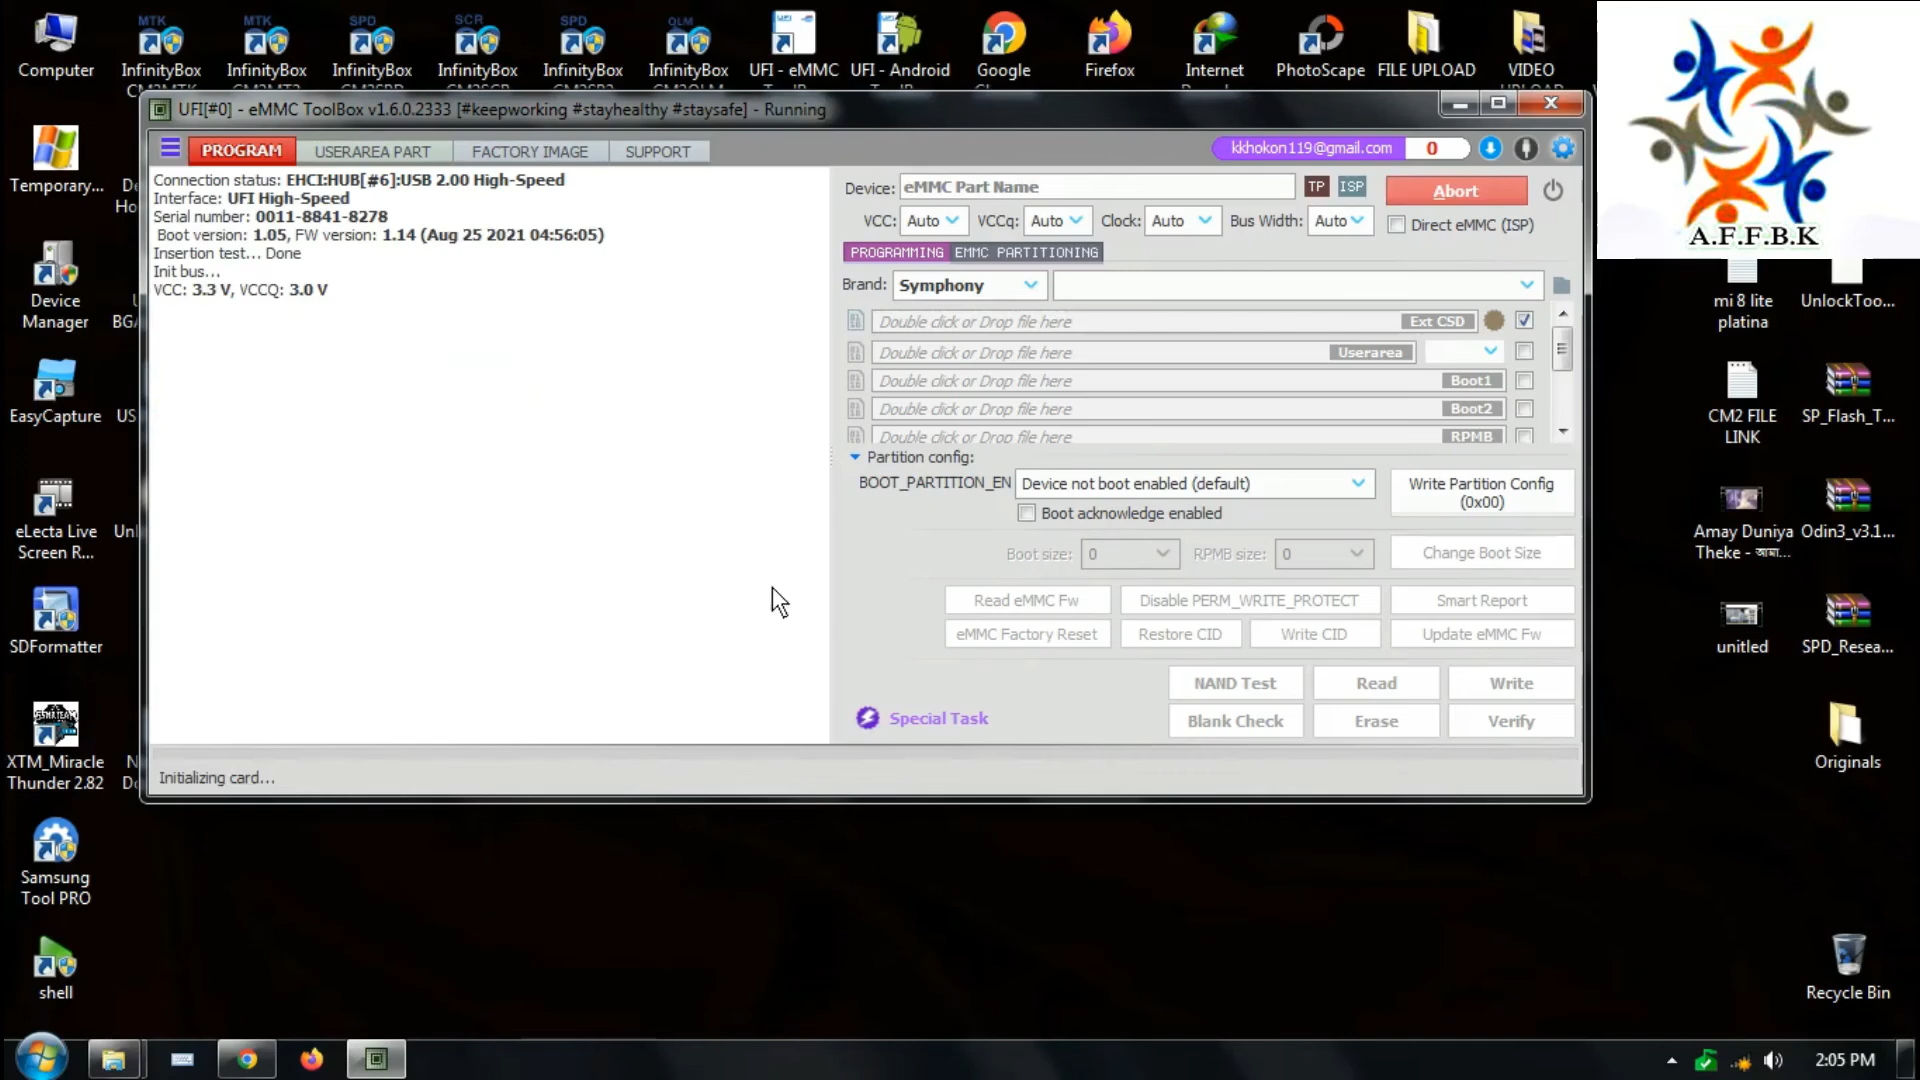 Computer
MTK
InfinityBox
MTK
InfinityBox
SPD
InfinityBox
SCR
InfinityBox
SPD
InfinityBox
QLM
InfinityBox
UFI - eMMC
UFI - Android
Google
Firefox
Internet
PhotoScape
FILE UPLOAD
VIDEO
A.F.F.B.K
UFI[#0] - eMMC ToolBox v1.6.0.2333 [#keepworking #stayhealthy #staysafe] - Running
PROGRAM
USERAREA PART
FACTORY IMAGE
SUPPORT
kkhokon119@gmail.com
0
Connection status: EHCI:HUB[#6]:USB 2.00 High-Speed
Interface: UFI High-Speed
Serial number: 0011-8841-8278
Boot version: 1.05, FW version: 1.14 (Aug 25 2021 04:56:05)
Insertion test... Done
Init bus...
VCC: 3.3 V, VCCQ: 3.0 V
Initializing card...
Device: eMMC Part Name
TP
ISP
Abort
VCC: Auto
VCCq: Auto
Clock: Auto
Bus Width: Auto
Direct eMMC (ISP)
PROGRAMMING
EMMC PARTITIONING
Brand: Symphony
Double click or Drop file here Ext CSD
Double click or Drop file here Userarea
Double click or Drop file here Boot1
Double click or Drop file here Boot2
Double click or Drop file here RPMB
Partition config:
BOOT_PARTITION_EN Device not boot enabled (default)
Write Partition Config
(0x00)
Boot acknowledge enabled
Boot size: 0
RPMB size: 0
Change Boot Size
Read eMMC Fw
Disable PERM_WRITE_PROTECT
Smart Report
eMMC Factory Reset
Restore CID
Write CID
Update eMMC Fw
NAND Test
Read
Write
Special Task
Blank Check
Erase
Verify
Temporary...
Device
Manager
EasyCapture
eLecta Live
Screen R...
SDFormatter
XTM_Miracle
Thunder 2.82
Samsung
Tool PRO
shell
mi 8 lite
platina
UnlockToo...
CM2 FILE
LINK
SP_Flash_T...
Amay Duniya
Theke - আমা...
Odin3_v3.1...
unitled
SPD_Resea...
Originals
Recycle Bin
2:05 PM